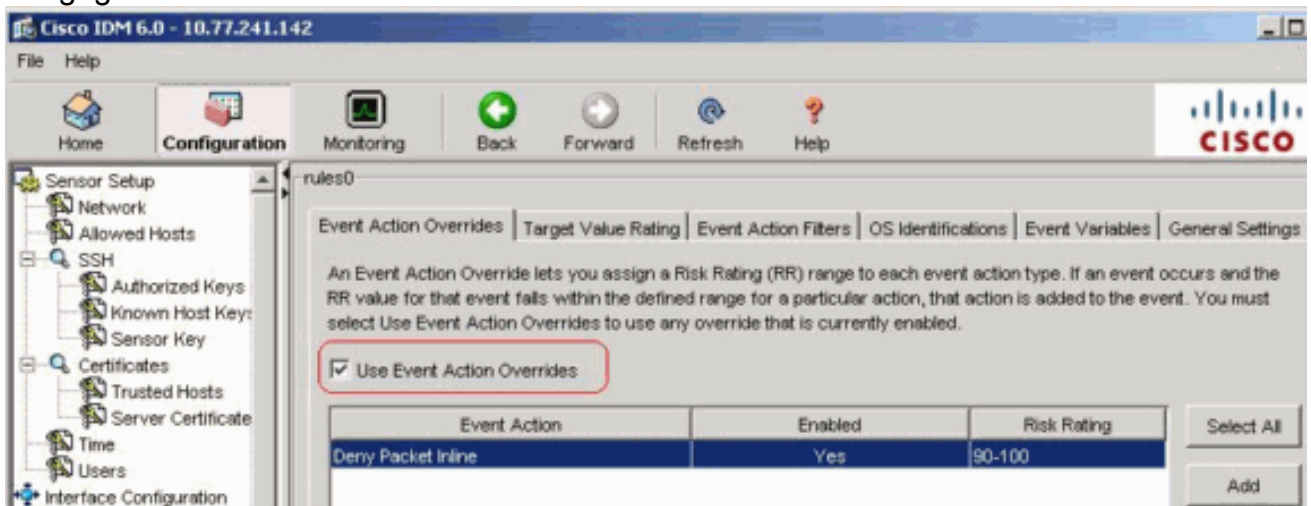 Cisco IDM 6.0 - 10.77.241.142
File Help
Home Configuration Monitoring Back Forward Refresh Help
CISCO
Sensor Setup
Network
Allowed Hosts
SSH
Authorized Keys
Known Host Key
Sensor Key
Certificates
Trusted Hosts
Server Certificate
Time
Users
Interface Configuration
rules0
Event Action Overrides Target Value Rating Event Action Filters OS Identifications Event Variables General Settings
An Event Action Override lets you assign a Risk Rating (RR) range to each event action type. If an event occurs and the
RR value for that event falls within the defined range for a particular action, that action is added to the event. You must
select Use Event Action Overrides to use any override that is currently enabled.
Use Event Action Overrides
Event Action Enabled Risk Rating
Deny Packet Inline Yes 90-100
Select All
Add